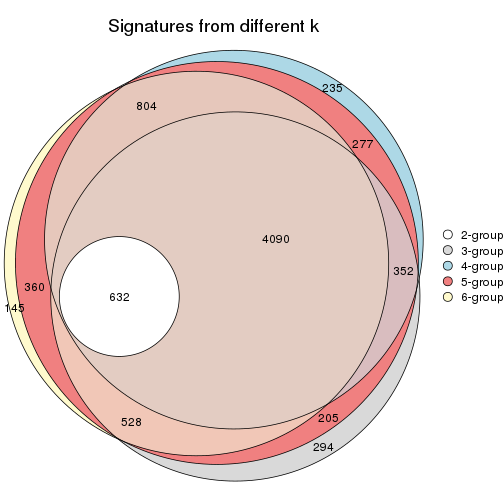 Signatures from different k
235
804
277
4090
2-group
3-group
4-group
5-group
6-group
352
360
632
145
528
205
294